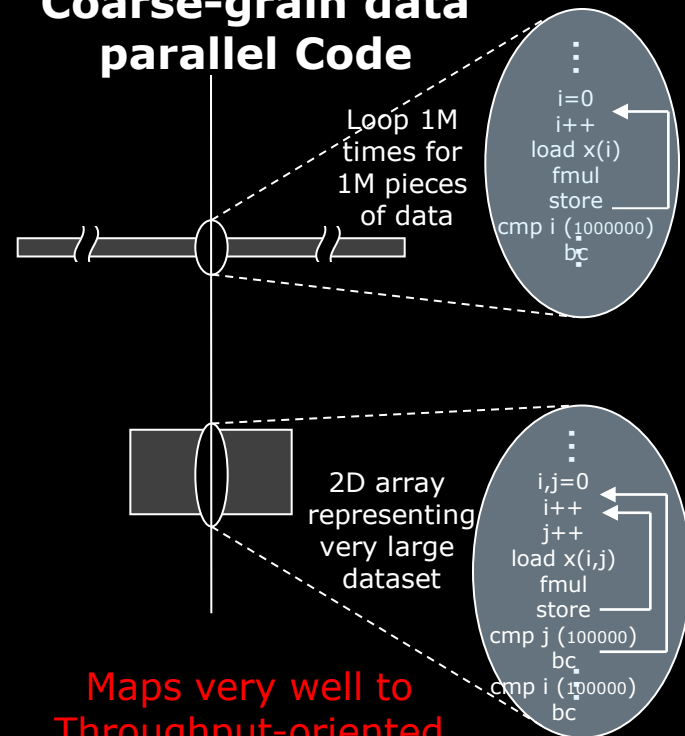 Coarse-grain data
parallel Code
Loop 1M
times for
1M pieces
of data
i=0
i++
load x(i)
fmul
store
cmp i (1000000)
bc
2D array
representing
very large
dataset
i,j=0
i++
j++
load x(i,j)
fmul
store
cmp j (100000)
bc
cmp i (100000)
bc
Maps very well to
Throughput-oriented